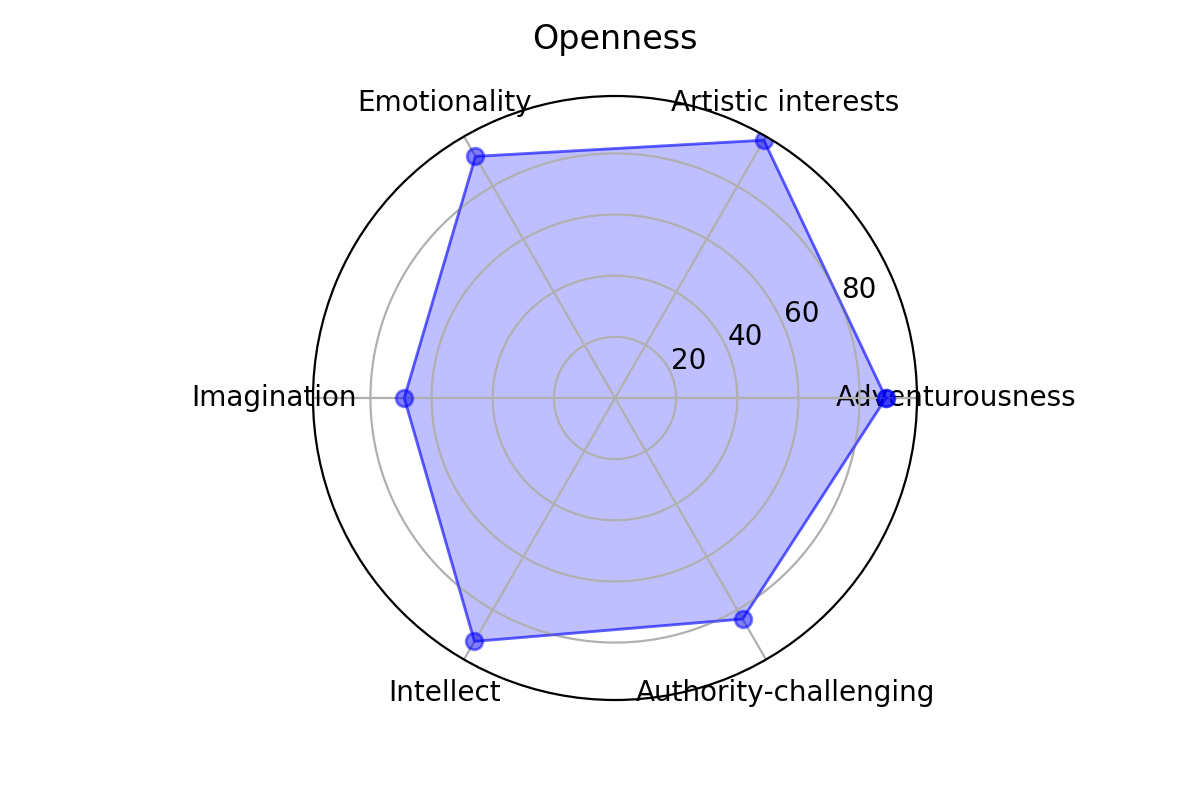 Openness
Emotionality
Artistic interests
80
60
40
20
Imagination
Adventurousness
Intellect
Authority-challenging